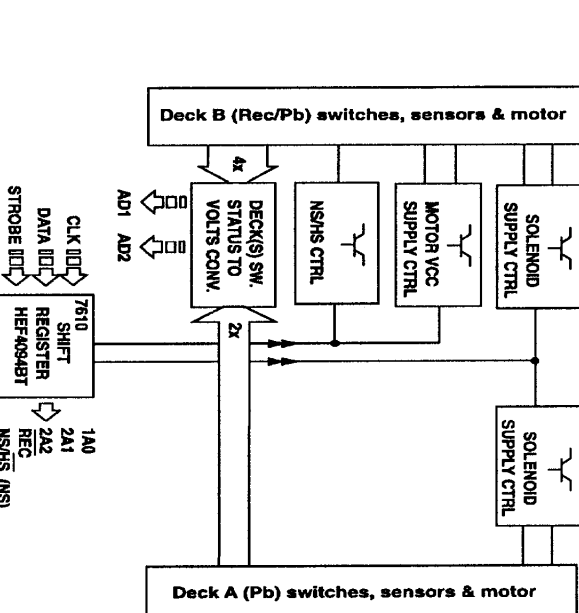 Deck B (Rec/Pb) switches, sensors & motor
4x
AD1
AD2
DECK(S) SW.
STATUS TO
VOLTS CONV.
NS/HS CTRL
MOTOR VCC
SUPPLY CTRL
SOLENOID
SUPPLY CTRL
STROBE
DATA
CLK
7610
SHIFT
REGISTER
HEF4094BT
2x
1A0
2A1
2A2
REC
NS/HS (NS)
SOLENOID
SUPPLY CTRL
Deck A (Pb) switches, sensors & motor